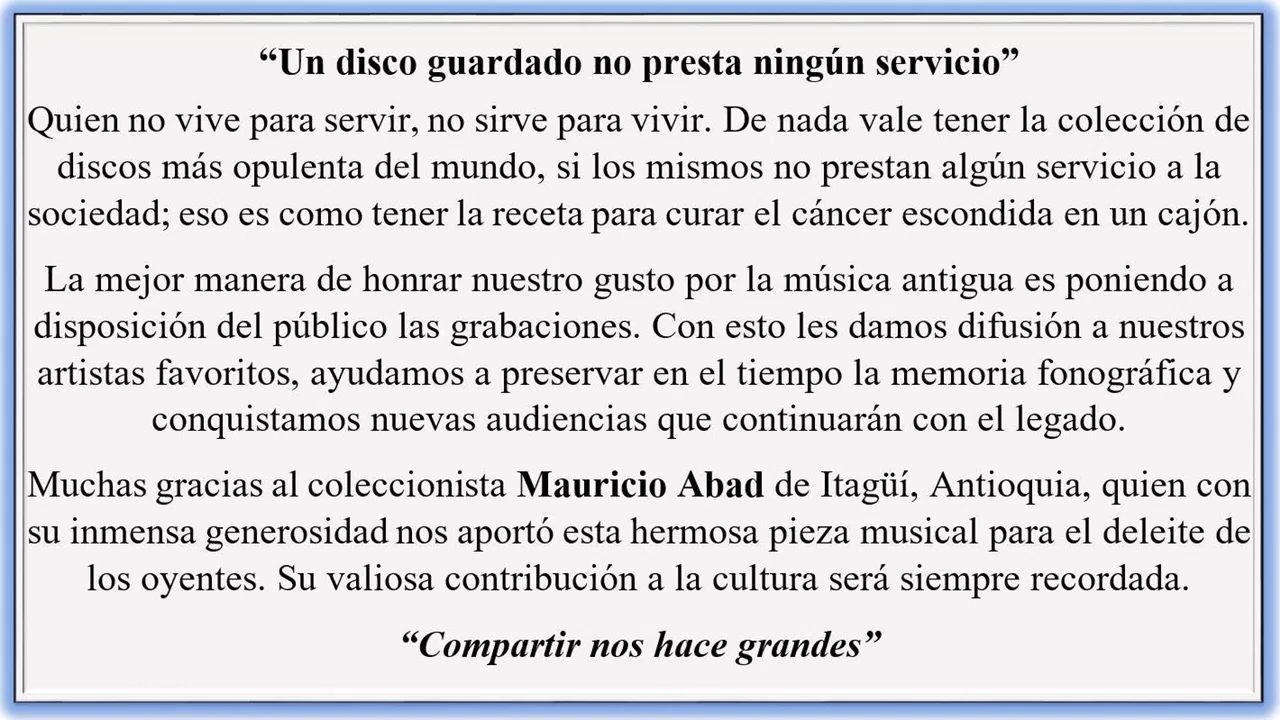 “Un disco guardado no presta ningún servicio”
Quien no vive para servir, no sirve para vivir. De nada vale tener la colección de
discos más opulenta del mundo, si los mismos no prestan algún servicio a la
sociedad; eso es como tener la receta para curar el cáncer escondida en un cajón.
La mejor manera de honrar nuestro gusto por la música antigua es poniendo a
disposición del público las grabaciones. Con esto les damos difusión a nuestros
artistas favoritos, ayudamos a preservar en el tiempo la memoria fonográfica y
conquistamos nuevas audiencias que continuarán con el legado.
Muchas gracias al coleccionista Mauricio Abad de Itagüí, Antioquia, quien con
su inmensa generosidad nos aportó esta hermosa pieza musical para el deleite de
los oyentes. Su valiosa contribución a la cultura será siempre recordada.
“Compartir nos hace grandes”